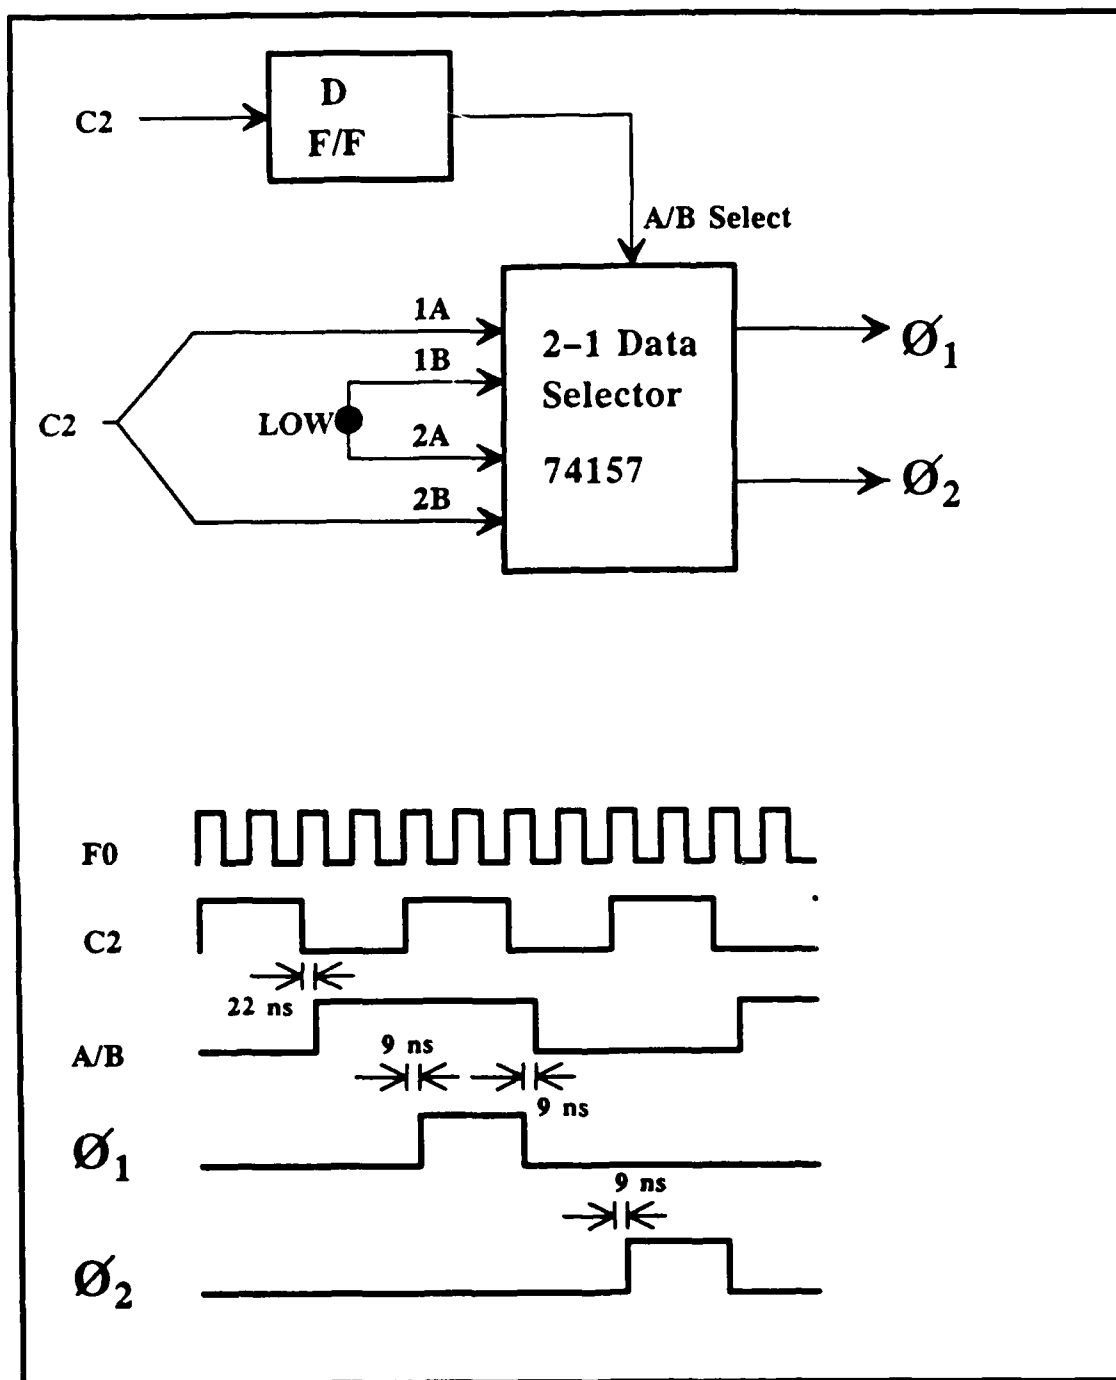 D
F/F
C2
A/B Select
1A
1B
2-1 Data
Selector
LOW
2A
74157
2B
C2
Ø1
Ø2
F0
C2
22 ns
A/B
9 ns
9 ns
Ø1
9 ns
Ø2